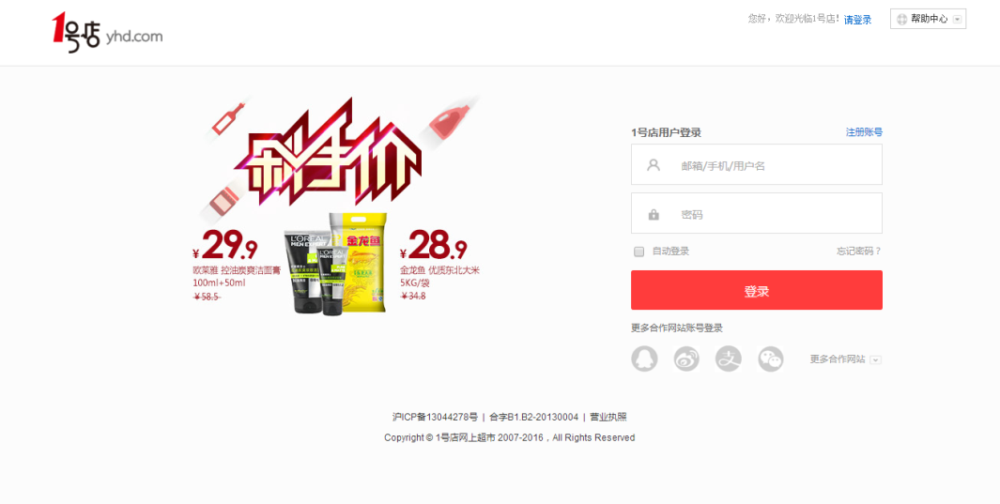 1号店 yhd.com
您好，欢迎光临1号店！请登录
帮助中心
秒杀价
¥29.9
欧莱雅 控油炭爽洁面膏
100ml+50ml
¥58.5
L'OREAL
MEN EXPERT
金龙鱼
¥28.9
金龙鱼 优质东北大米
5KG/袋
¥34.8
1号店用户登录 注册账号
邮箱/手机/用户名
密码
自动登录 忘记密码？
登录
更多合作网站账号登录
更多合作网站
沪ICP备13044278号 | 合字B1.B2-20130004 | 营业执照
Copyright © 1号店网上超市 2007-2016，All Rights Reserved